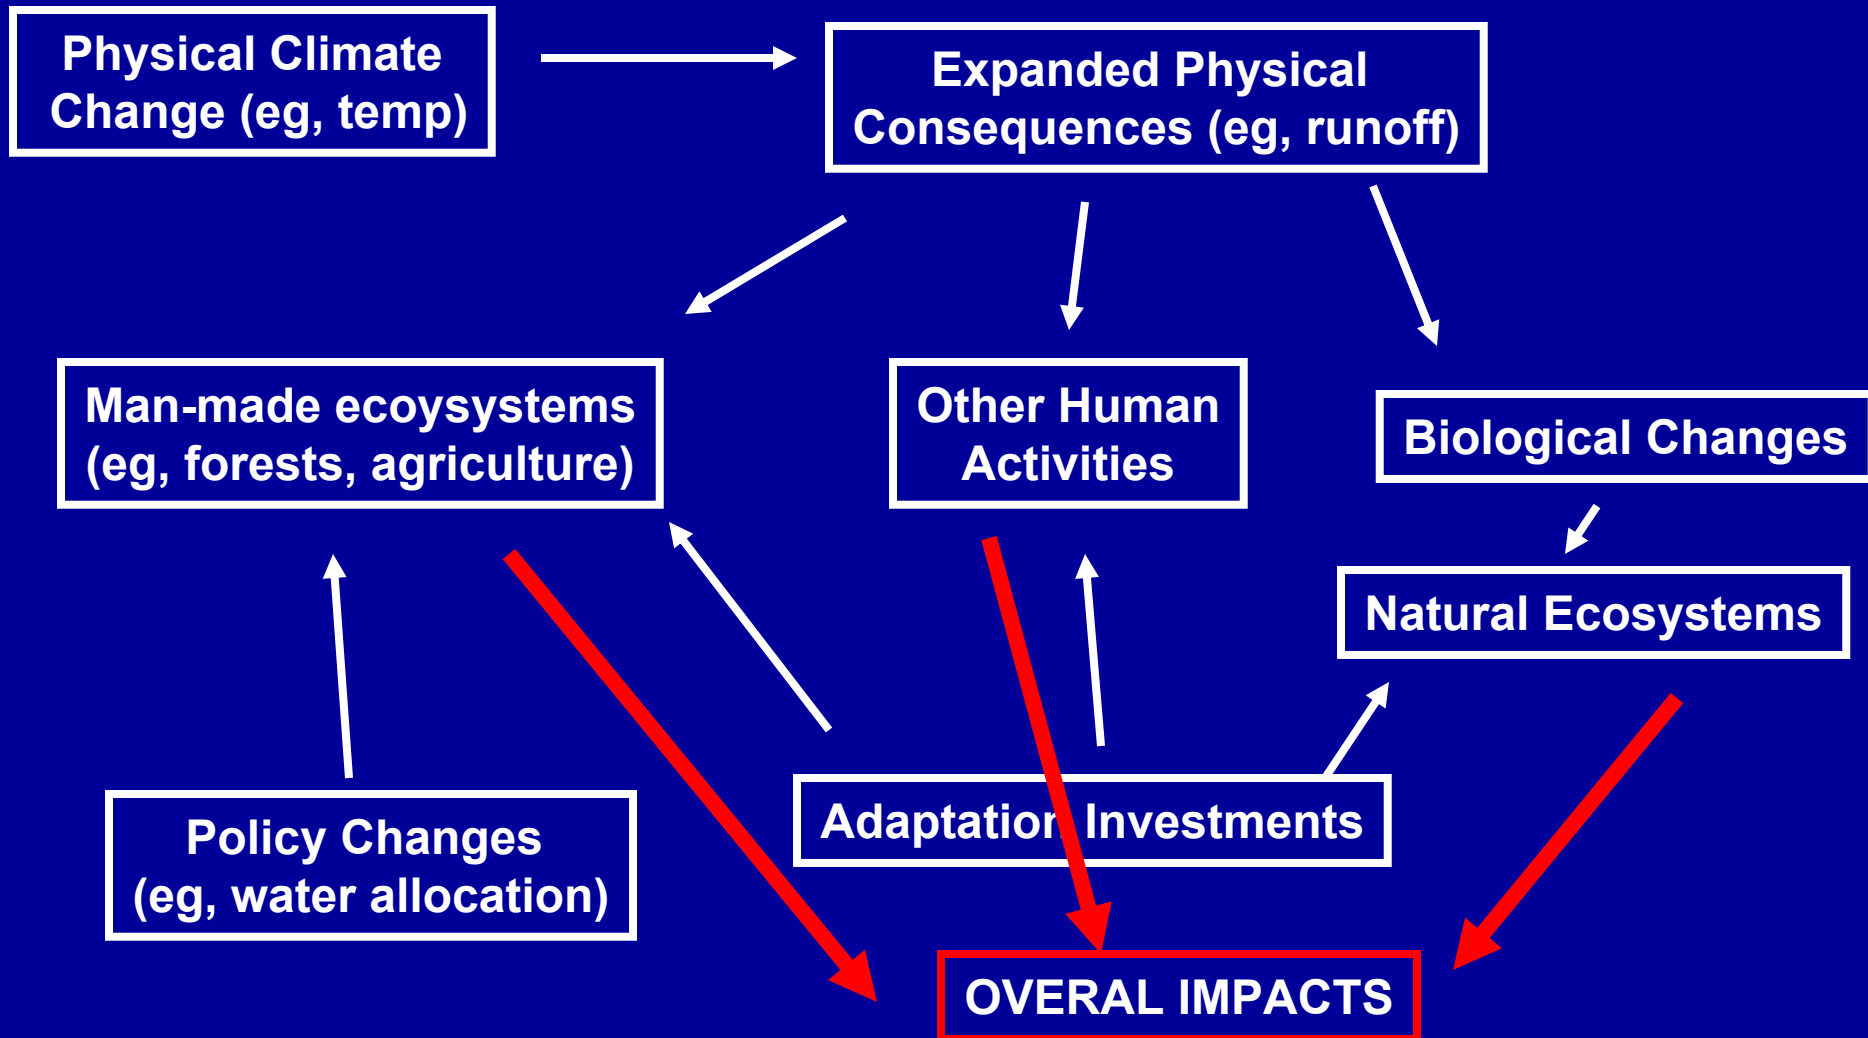 Physical Climate
Change (eg, temp)
Expanded Physical
Consequences (eg, runoff)
Man-made ecoysystems
(eg, forests, agriculture)
Other Human
Activities
Biological Changes
Natural Ecosystems
Policy Changes
(eg, water allocation)
Adaptation Investments
OVERAL IMPACTS